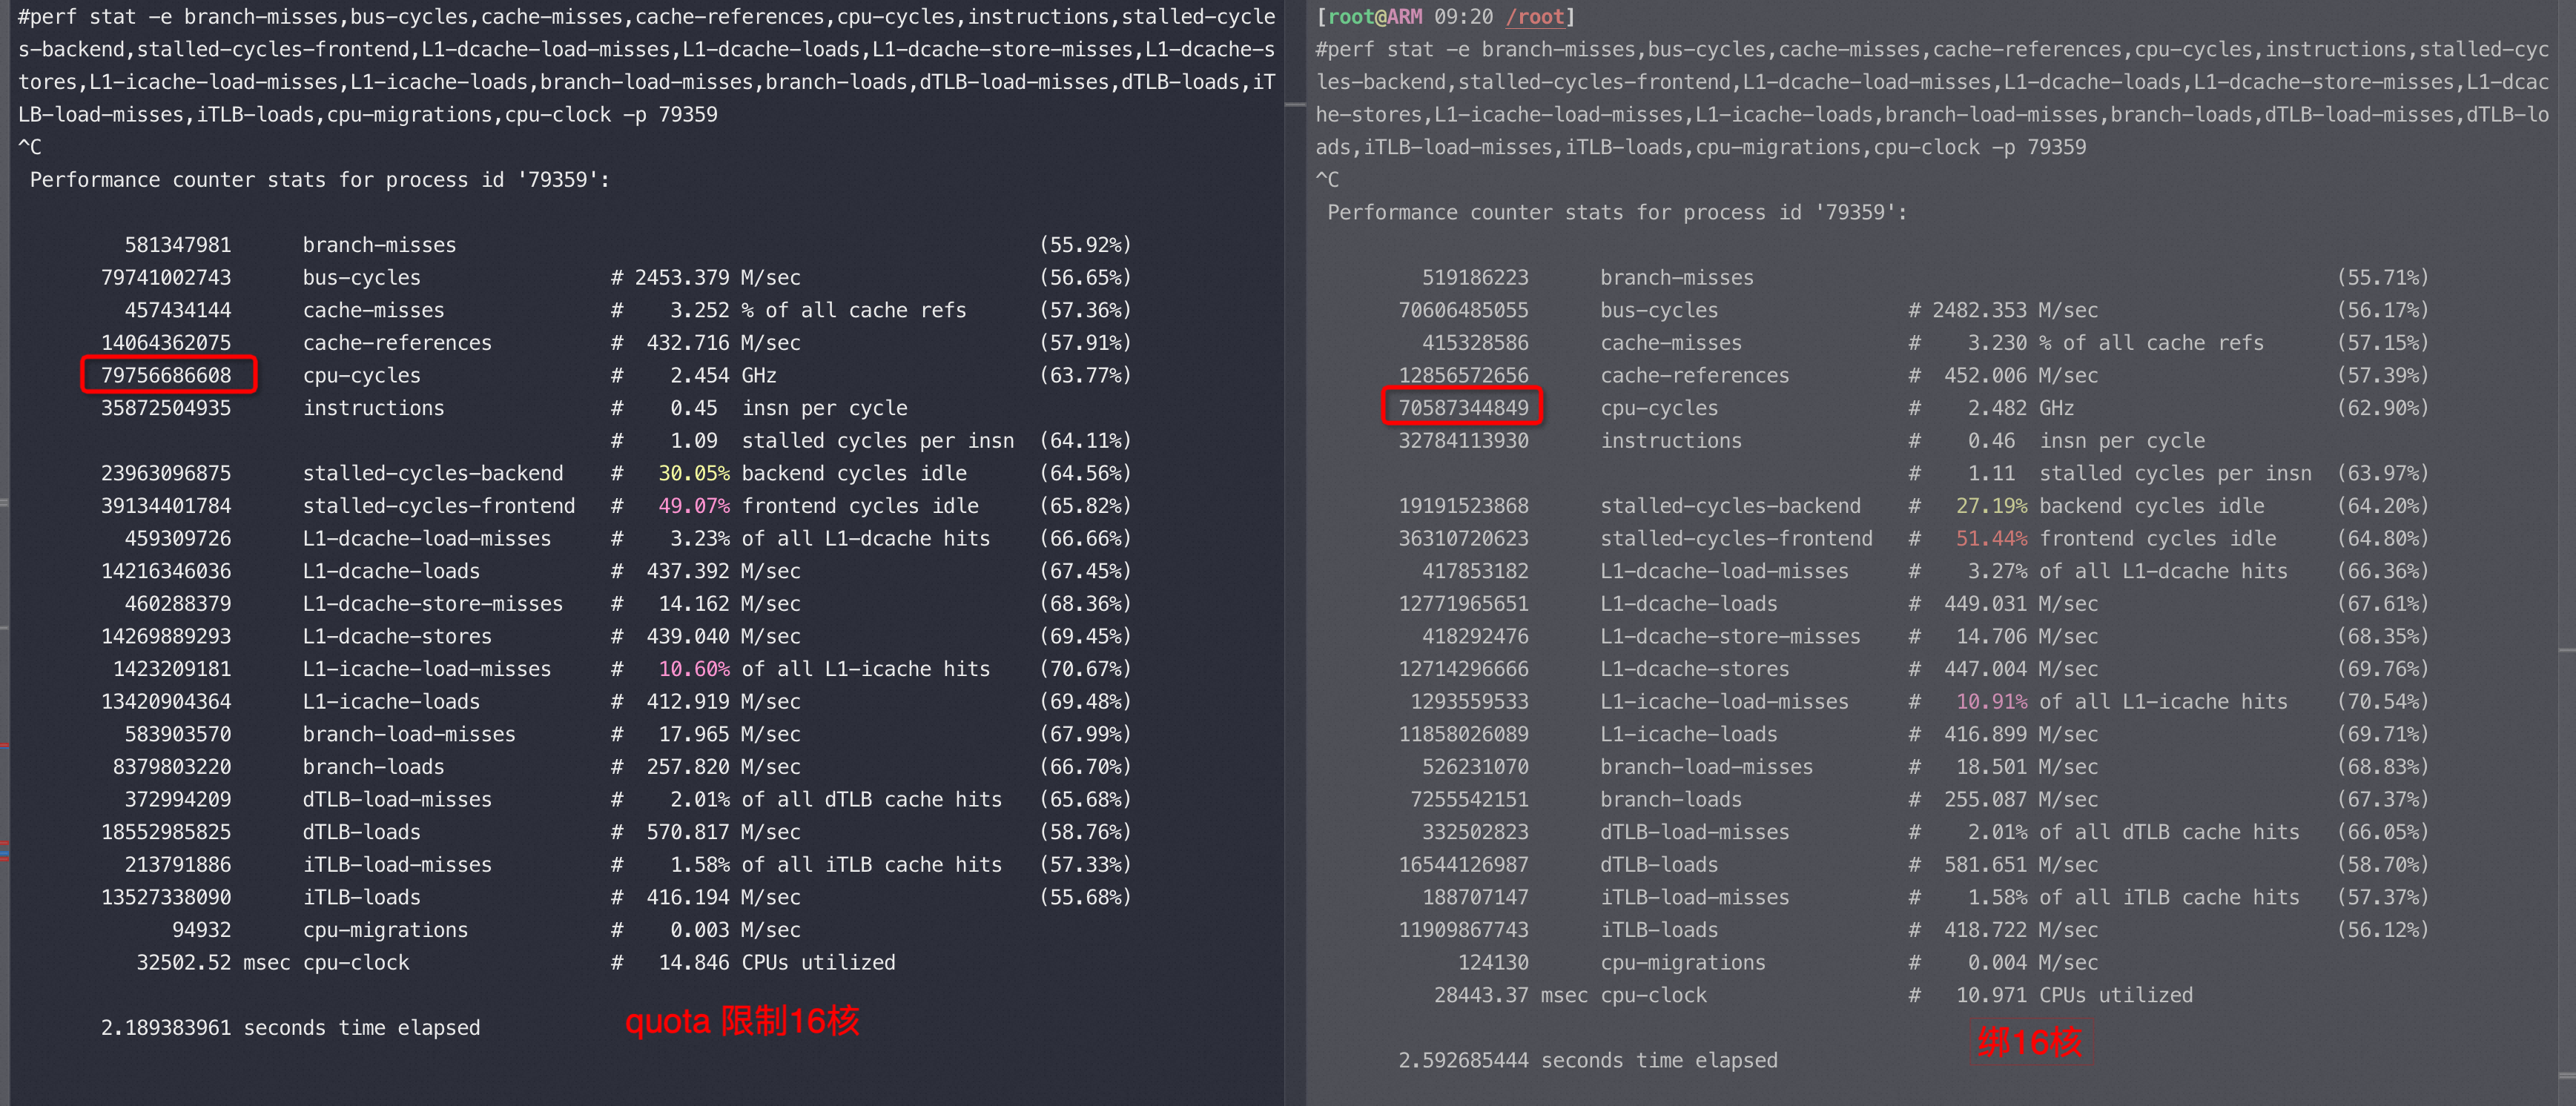 #perf stat -e branch-misses,bus-cycles,cache-misses,cache-references,cpu-cycles,instructions,stalled-cycle
s-backend,stalled-cycles-frontend,L1-dcache-load-misses,L1-dcache-loads,L1-dcache-store-misses,L1-dcache-s
tores,L1-icache-load-misses,L1-icache-loads,branch-load-misses,branch-loads,dTLB-load-misses,dTLB-loads,iT
LB-load-misses,iTLB-loads,cpu-migrations,cpu-clock -p 79359
^C
Performance counter stats for process id '79359':
581347981 branch-misses (55.92%)
79741002743 bus-cycles # 2453.379 M/sec (56.65%)
457434144 cache-misses # 3.252 % of all cache refs (57.36%)
14064362075 cache-references # 432.716 M/sec (57.91%)
79756686608 cpu-cycles # 2.454 GHz (63.77%)
35872504935 instructions # 0.45 insn per cycle
# 1.09 stalled cycles per insn (64.11%)
23963096875 stalled-cycles-backend # 30.05% backend cycles idle (64.56%)
39134401784 stalled-cycles-frontend # 49.07% frontend cycles idle (65.82%)
459309726 L1-dcache-load-misses # 3.23% of all L1-dcache hits (66.66%)
14216346036 L1-dcache-loads # 437.392 M/sec (67.45%)
460288379 L1-dcache-store-misses # 14.162 M/sec (68.36%)
14269889293 L1-dcache-stores # 439.040 M/sec (69.45%)
1423209181 L1-icache-load-misses # 10.60% of all L1-icache hits (70.67%)
13420904364 L1-icache-loads # 412.919 M/sec (69.48%)
583903570 branch-load-misses # 17.965 M/sec (67.99%)
8379803220 branch-loads # 257.820 M/sec (66.70%)
372994209 dTLB-load-misses # 2.01% of all dTLB cache hits (65.68%)
18552985825 dTLB-loads # 570.817 M/sec (58.76%)
213791886 iTLB-load-misses # 1.58% of all iTLB cache hits (57.33%)
13527338090 iTLB-loads # 416.194 M/sec (55.68%)
94932 cpu-migrations # 0.003 M/sec
32502.52 msec cpu-clock # 14.846 CPUs utilized
2.189383961 seconds time elapsed
quota 限制16核
[root@ARM 09:20 /root]
#perf stat -e branch-misses,bus-cycles,cache-misses,cache-references,cpu-cycles,instructions,stalled-cyc
les-backend,stalled-cycles-frontend,L1-dcache-load-misses,L1-dcache-loads,L1-dcache-store-misses,L1-dcac
he-stores,L1-icache-load-misses,L1-icache-loads,branch-load-misses,branch-loads,dTLB-load-misses,dTLB-lo
ads,iTLB-load-misses,iTLB-loads,cpu-migrations,cpu-clock -p 79359
^C
Performance counter stats for process id '79359':
519186223 branch-misses (55.71%)
70606485055 bus-cycles # 2482.353 M/sec (56.17%)
415328586 cache-misses # 3.230 % of all cache refs (57.15%)
12856572656 cache-references # 452.006 M/sec (57.39%)
70587344849 cpu-cycles # 2.482 GHz (62.90%)
32784113930 instructions # 0.46 insn per cycle
# 1.11 stalled cycles per insn (63.97%)
19191523868 stalled-cycles-backend # 27.19% backend cycles idle (64.20%)
36310720623 stalled-cycles-frontend # 51.44% frontend cycles idle (64.80%)
417853182 L1-dcache-load-misses # 3.27% of all L1-dcache hits (66.36%)
12771965651 L1-dcache-loads # 449.031 M/sec (67.61%)
418292476 L1-dcache-store-misses # 14.706 M/sec (68.35%)
12714296666 L1-dcache-stores # 447.004 M/sec (69.76%)
1293559533 L1-icache-load-misses # 10.91% of all L1-icache hits (70.54%)
11858026089 L1-icache-loads # 416.899 M/sec (69.71%)
526231070 branch-load-misses # 18.501 M/sec (68.83%)
7255542151 branch-loads # 255.087 M/sec (67.37%)
332502823 dTLB-load-misses # 2.01% of all dTLB cache hits (66.05%)
16544126987 dTLB-loads # 581.651 M/sec (58.70%)
188707147 iTLB-load-misses # 1.58% of all iTLB cache hits (57.37%)
11909867743 iTLB-loads # 418.722 M/sec (56.12%)
124130 cpu-migrations # 0.004 M/sec
28443.37 msec cpu-clock # 10.971 CPUs utilized
绑16核
2.592685444 seconds time elapsed